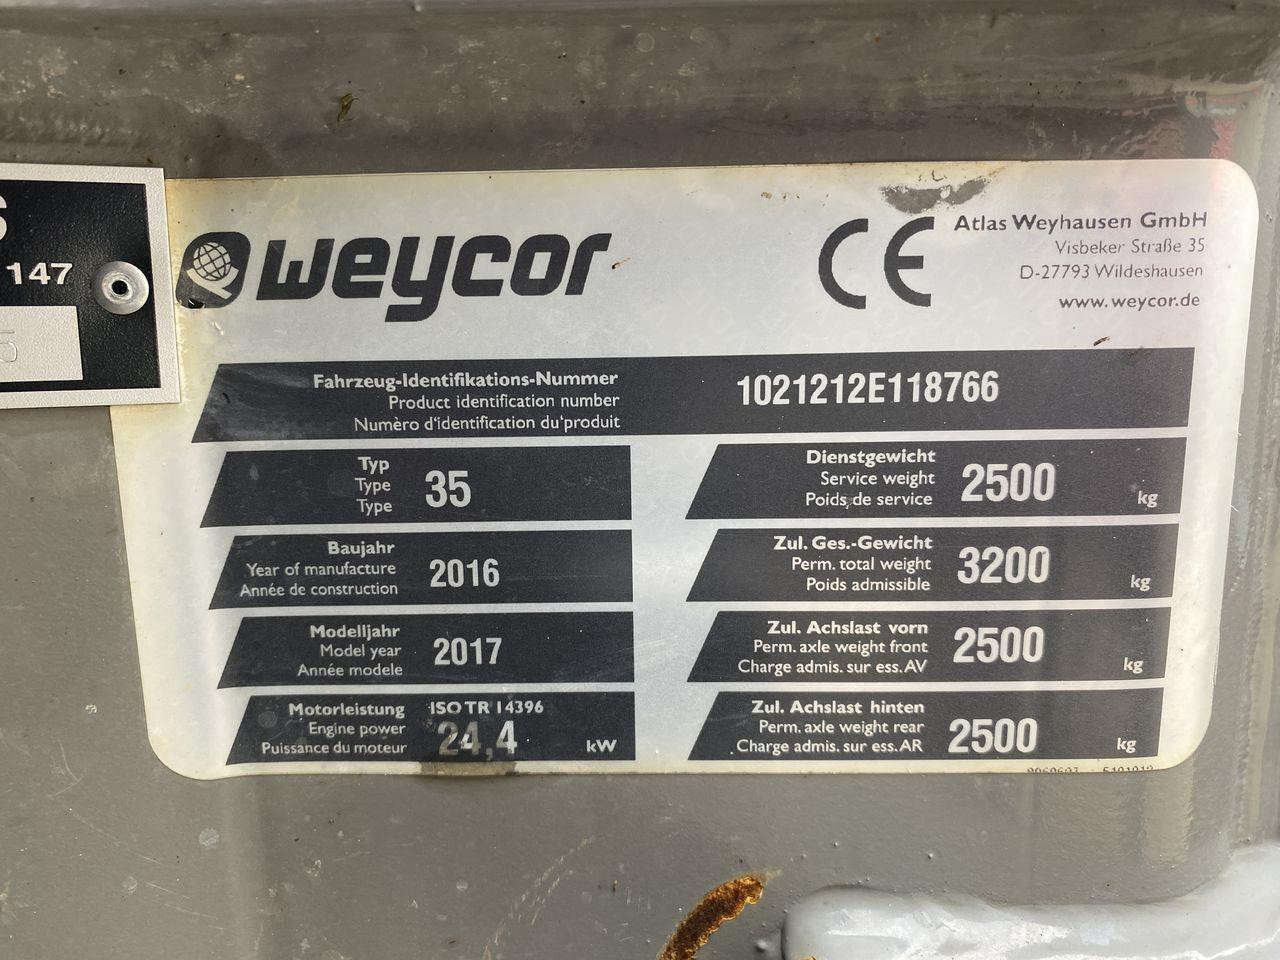 S
147
5
weycor
CE
Atlas Weyhausen GmbH
Visbeker Straße 35
D-27793 Wildeshausen
www.weycor.de
Fahrzeug-Identifikations-Nummer
Product identification number
Numèro d'identification du'produit
1021212E118766
Typ
Type
Type
35
Dienstgewicht
Service weight
Poids de service
2500 kg
Baujahr
Year of manufacture
Année de construction
2016
Zul. Ges.-Gewicht
Perm. total weight
Poids admissible
3200 kg
Modelljahr
Model year
Année modele
2017
Zul. Achslast vorn
Perm. axle weight front
Charge admis. sur ess. AV
2500 kg
Motorleistung
Engine power
Puissance du moteur
ISO TR 14396
24,4 kW
Zul. Achslast hinten
Perm. axle weight rear
Charge admis. sur ess. AR
2500 kg